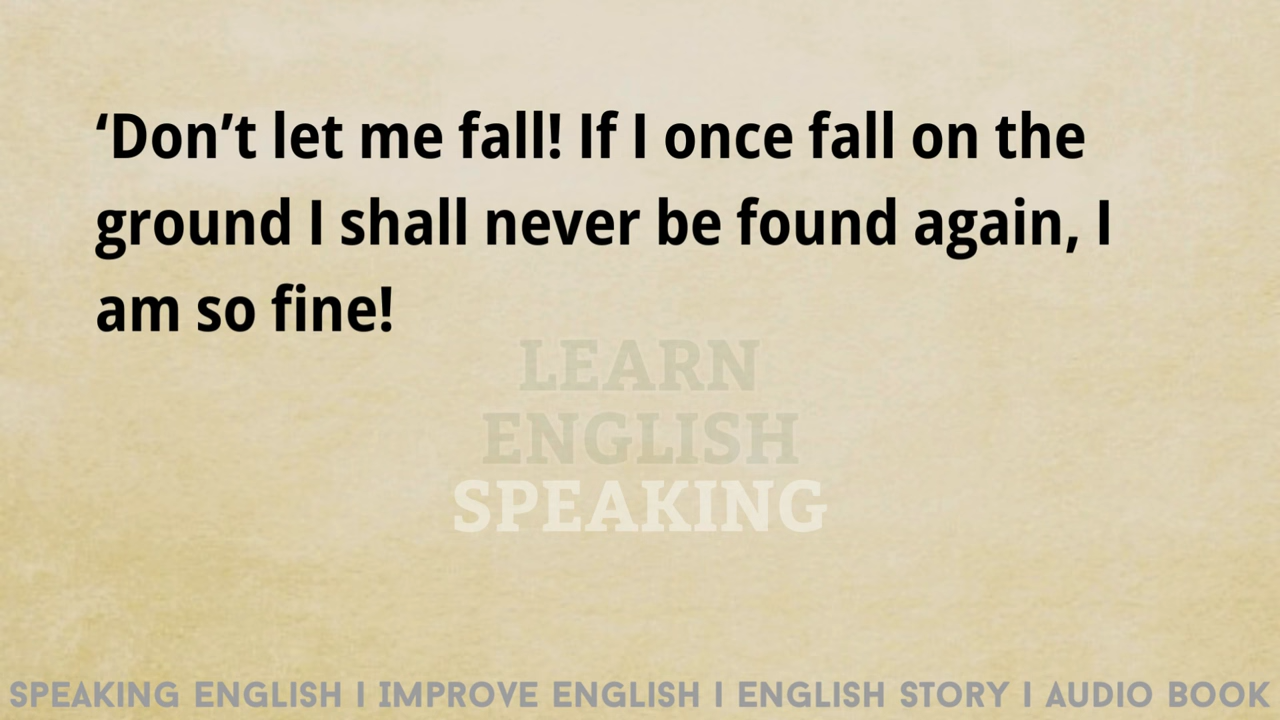 ‘Don’t let me fall! If I once fall on the
ground I shall never be found again, I
am so fine!
LEARN
ENGLISH
SPEAKING
SPEAKING ENGLISH I IMPROVE ENGLISH I ENGLISH STORY I AUDIO BOOK